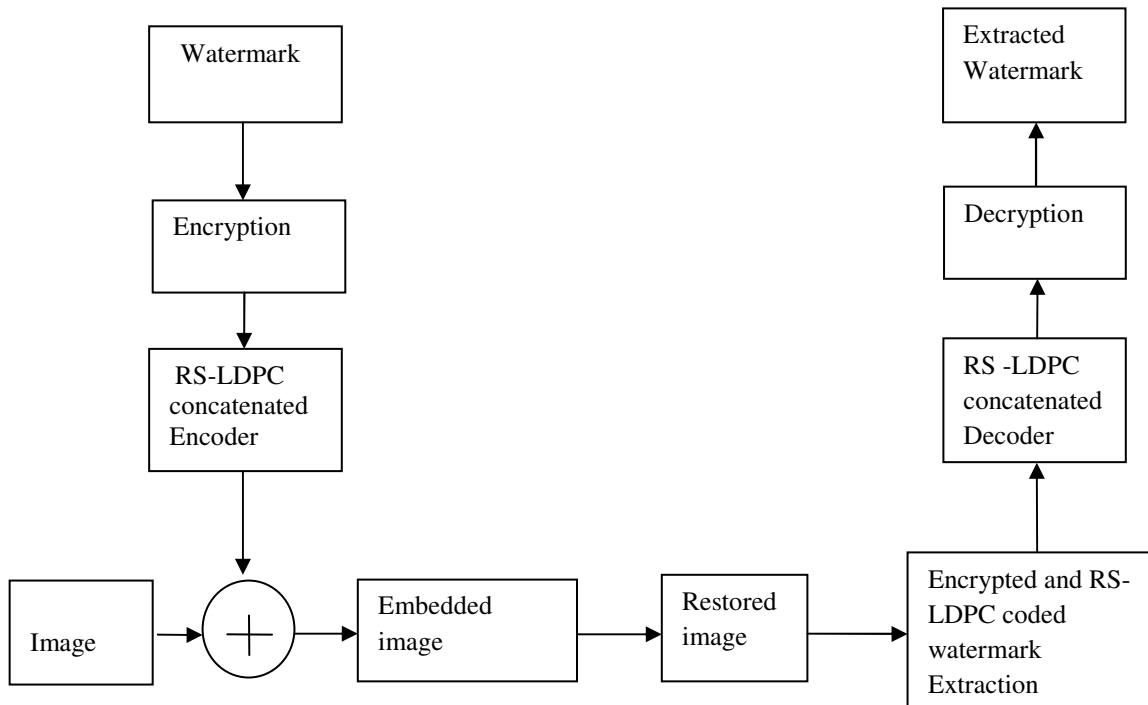 Watermark
Encryption
RS-LDPC
concatenated
Encoder
Image
Embedded
image
Restored
image
Encrypted and RS-
LDPC coded
watermark
Extraction
RS -LDPC
concatenated
Decoder
Decryption
Extracted
Watermark